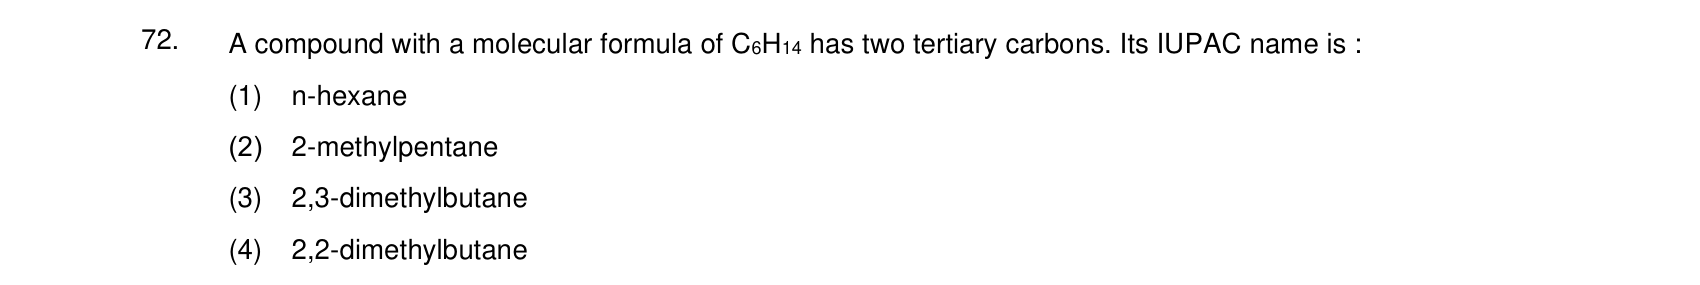 72. A compound with a molecular formula of C₆H₁₄ has two tertiary carbons. Its IUPAC name is :
(1) n-hexane
(2) 2-methylpentane
(3) 2,3-dimethylbutane
(4) 2,2-dimethylbutane